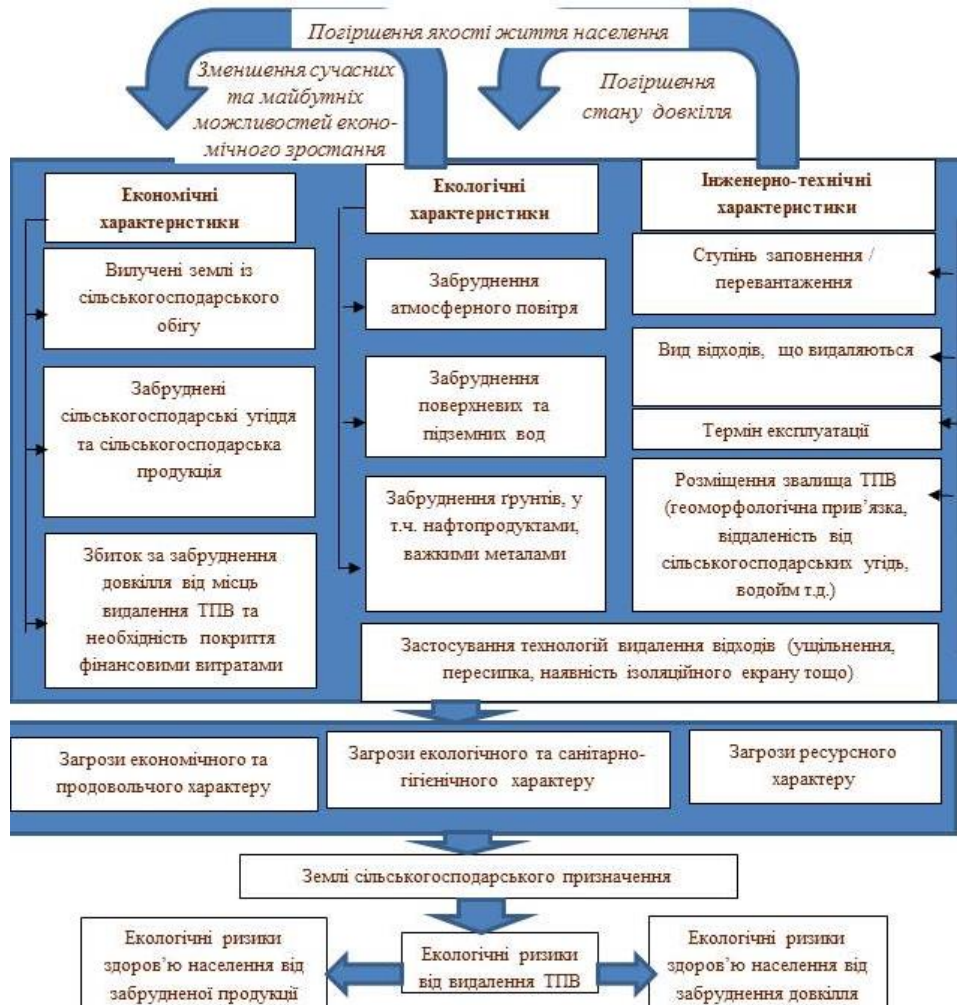 Погіршення якості життя населення
Зменшення сучасних
та майбутніх
можливостей еконо-
мічного зростання
Погіршення
стану довкілля
Економічні
характеристики
Вилучені землі із
сільськогосподарського
обігу
Забруднені
сільськогосподарські угіддя
та сільськогосподарська
продукція
Збиток за забруднення
довкілля від місць
видалення ТПВ та
необхідність покриття
фінансовими витратами
Екологічні
характеристики
Забруднення
атмосферного повітря
Забруднення
поверхневих та
підземних вод
Забруднення ґрунтів, у
т.ч. нафтопродуктами,
важкими металами
Інженерно-технічні
характеристики
Ступінь заповнення /
перевантаження
Вид відходів, що видаляються
Термін експлуатації
Розміщення звалища ТПВ
(геоморфологічна прив’язка,
віддаленість від
сільськогосподарських угідь,
водойм т.д.)
Застосування технологій видалення відходів (ущільнення,
пересипка, наявність ізоляційного екрану тощо)
Загрози економічного та
продовольчого характеру
Загрози екологічного та санітарно-
гігієнічного характеру
Загрози ресурсного
характеру
Землі сільськогосподарського призначення
Екологічні ризики
здоров’ю населення від
забрудненої продукції
Екологічні ризики
від видалення ТПВ
Екологічні ризики
здоров’ю населення від
забруднення довкілля